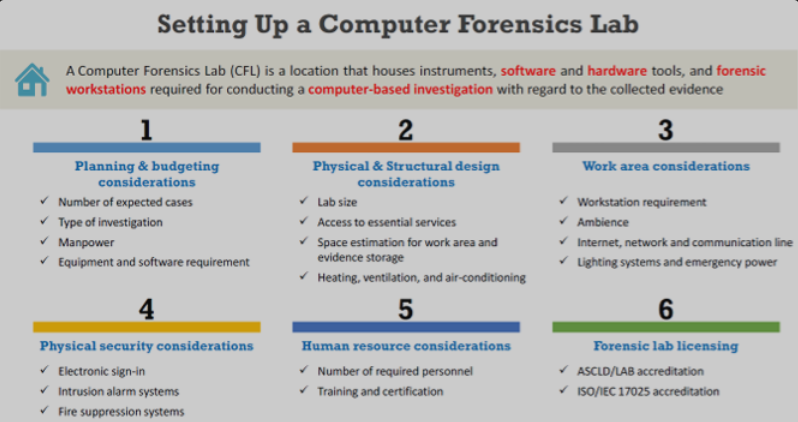 Setting Up a Computer Forensics Lab
A Computer Forensics Lab (CFL) is a location that houses instruments, software and hardware tools, and forensic
workstations required for conducting a computer-based investigation with regard to the collected evidence
1
Planning & budgeting
considerations
✓ Number of expected cases
✓ Type of investigation
✓ Manpower
✓ Equipment and software requirement
2
Physical & Structural design
considerations
✓ Lab size
✓ Access to essential services
✓ Space estimation for work area and
evidence storage
✓ Heating, ventilation, and air-conditioning
3
Work area considerations
✓ Workstation requirement
✓ Ambience
✓ Internet, network and communication line
✓ Lighting systems and emergency power
4
Physical security considerations
✓ Electronic sign-in
✓ Intrusion alarm systems
✓ Fire suppression systems
5
Human resource considerations
✓ Number of required personnel
✓ Training and certification
6
Forensic lab licensing
✓ ASCLD/LAB accreditation
✓ ISO/IEC 17025 accreditation